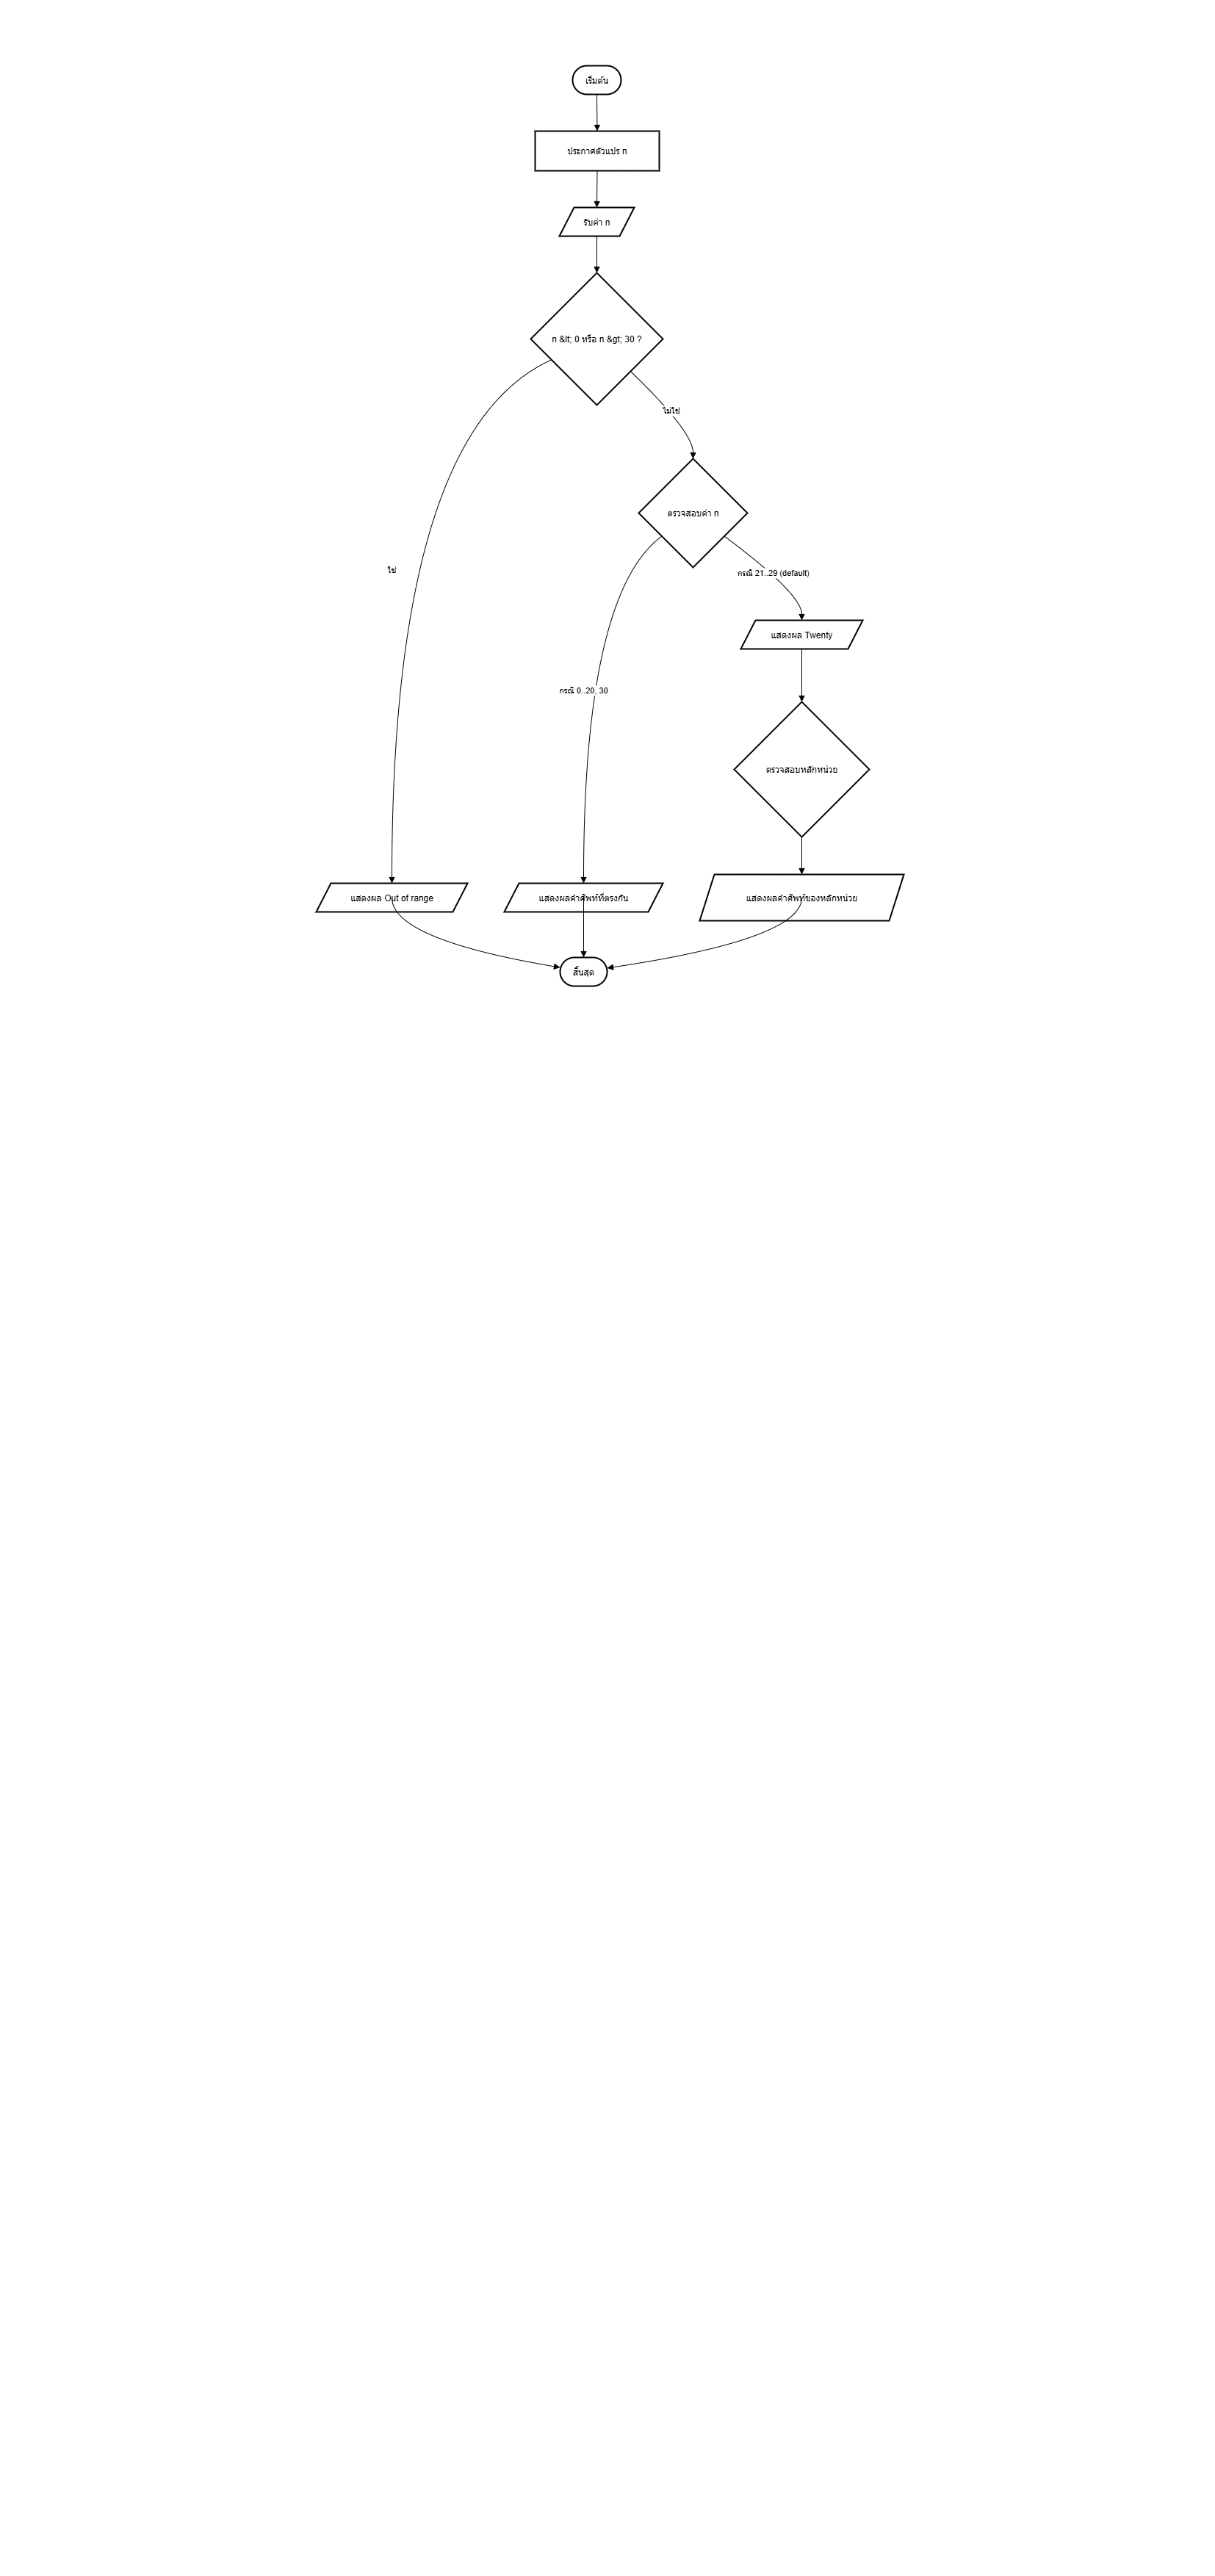 เริ่มต้น
ประกาศตัวแปร n
รับค่า n
n &lt; 0 หรือ n &gt; 30 ?
ไม่ใช่
ตรวจสอบค่า n
ใช่
กรณี 21..29 (default)
แสดงผล Twenty
กรณี 0..20, 30
ตรวจสอบหลักหน่วย
แสดงผล Out of range
แสดงผลคำศัพท์ที่ตรงกัน
แสดงผลคำศัพท์ของหลักหน่วย
สิ้นสุด